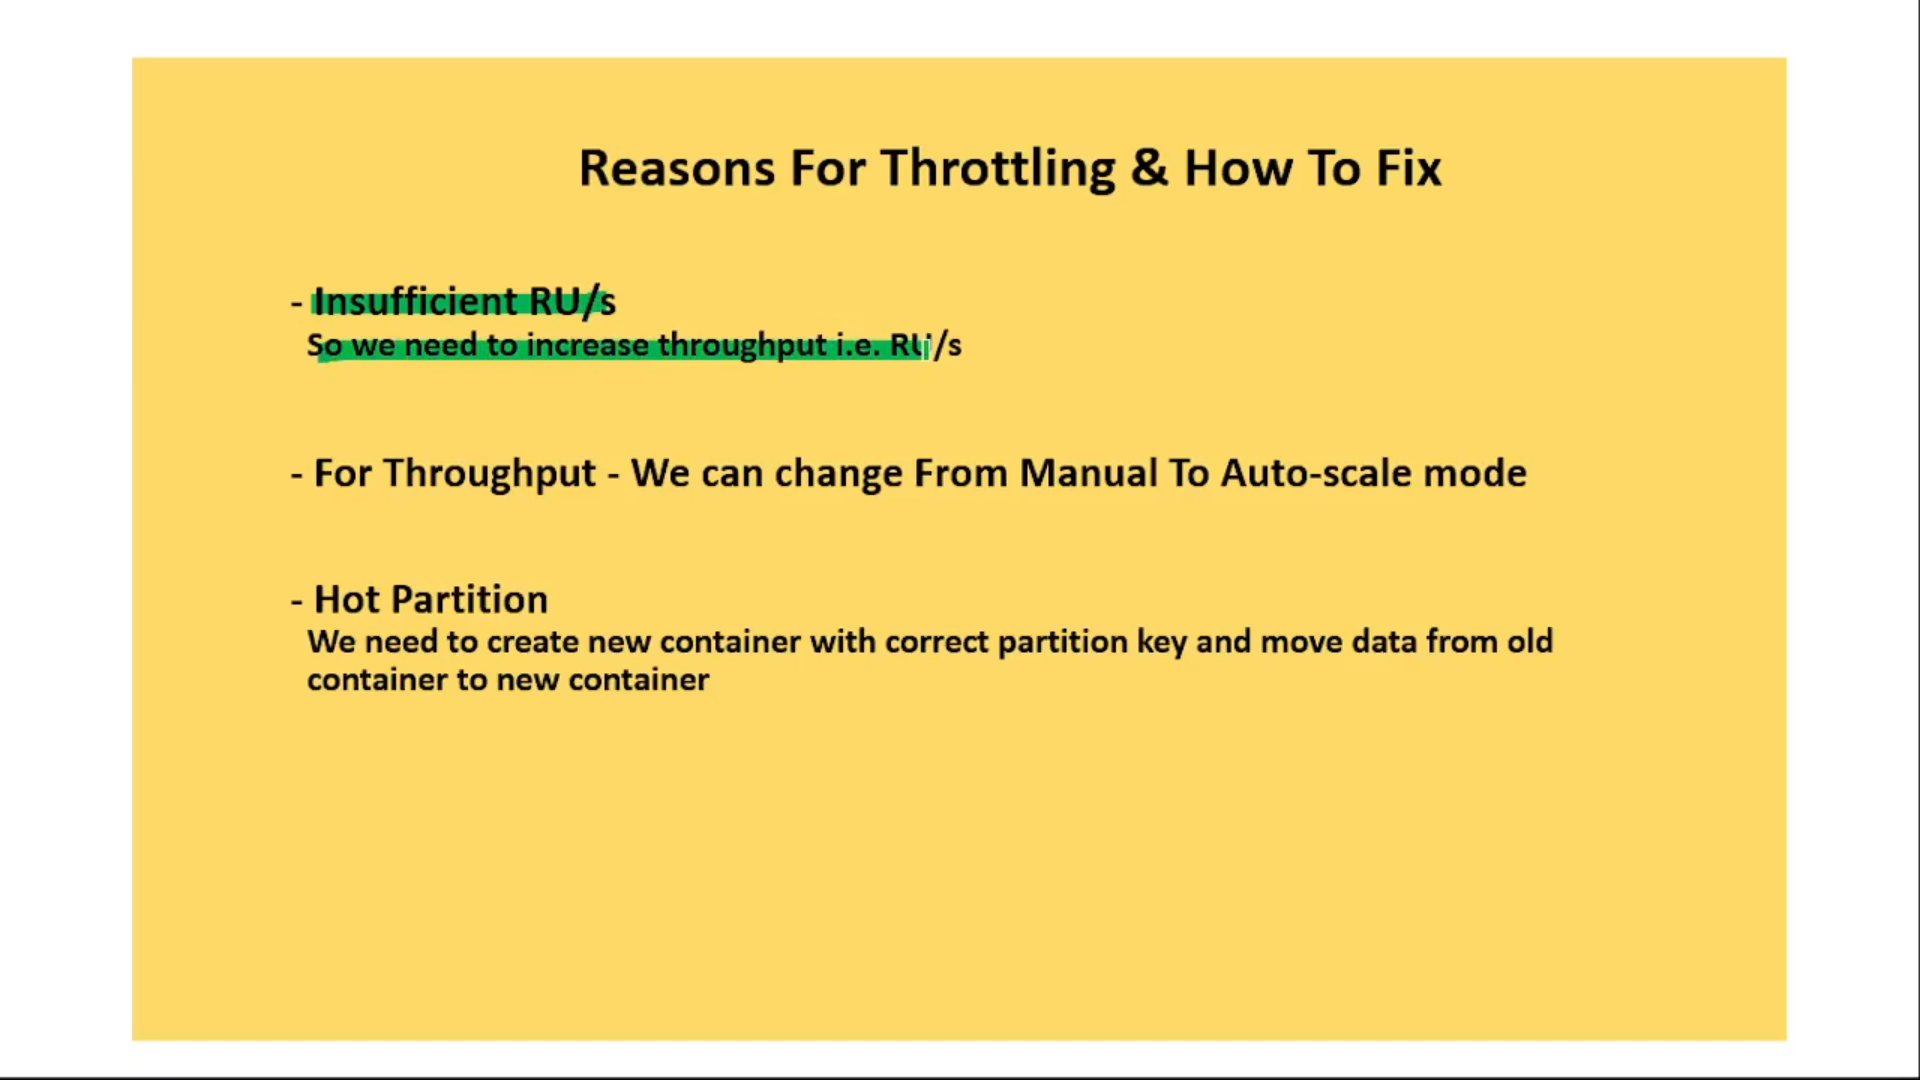 Reasons For Throttling & How To Fix
- Insufficient RU/s
So we need to increase throughput i.e. RU/s
- For Throughput - We can change From Manual To Auto-scale mode
- Hot Partition
We need to create new container with correct partition key and move data from old
container to new container